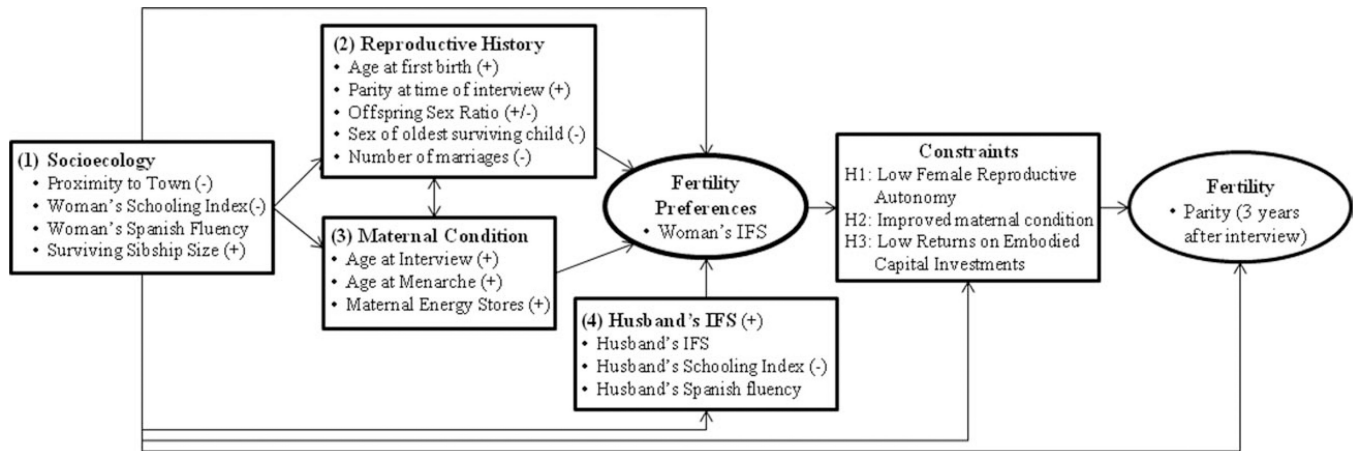 (1) Socioecology
• Proximity to Town (-)
• Woman's Schooling Index(-)
• Woman's Spanish Fluency
• Surviving Sibship Size (+)
(2) Reproductive History
• Age at first birth (+)
• Parity at time of interview (+)
• Offspring Sex Ratio (+/-)
• Sex of oldest surviving child (-)
• Number of marriages (-)
(3) Maternal Condition
• Age at Interview (+)
• Age at Menarche (+)
• Maternal Energy Stores (+)
Fertility
Preferences
• Woman's IFS
(4) Husband's IFS (+)
• Husband's IFS
• Husband's Schooling Index (-)
• Husband's Spanish fluency
Constraints
H1: Low Female Reproductive
Autonomy
H2: Improved maternal condition
H3: Low Returns on Embodied
Capital Investments
Fertility
• Parity (3 years
after interview)